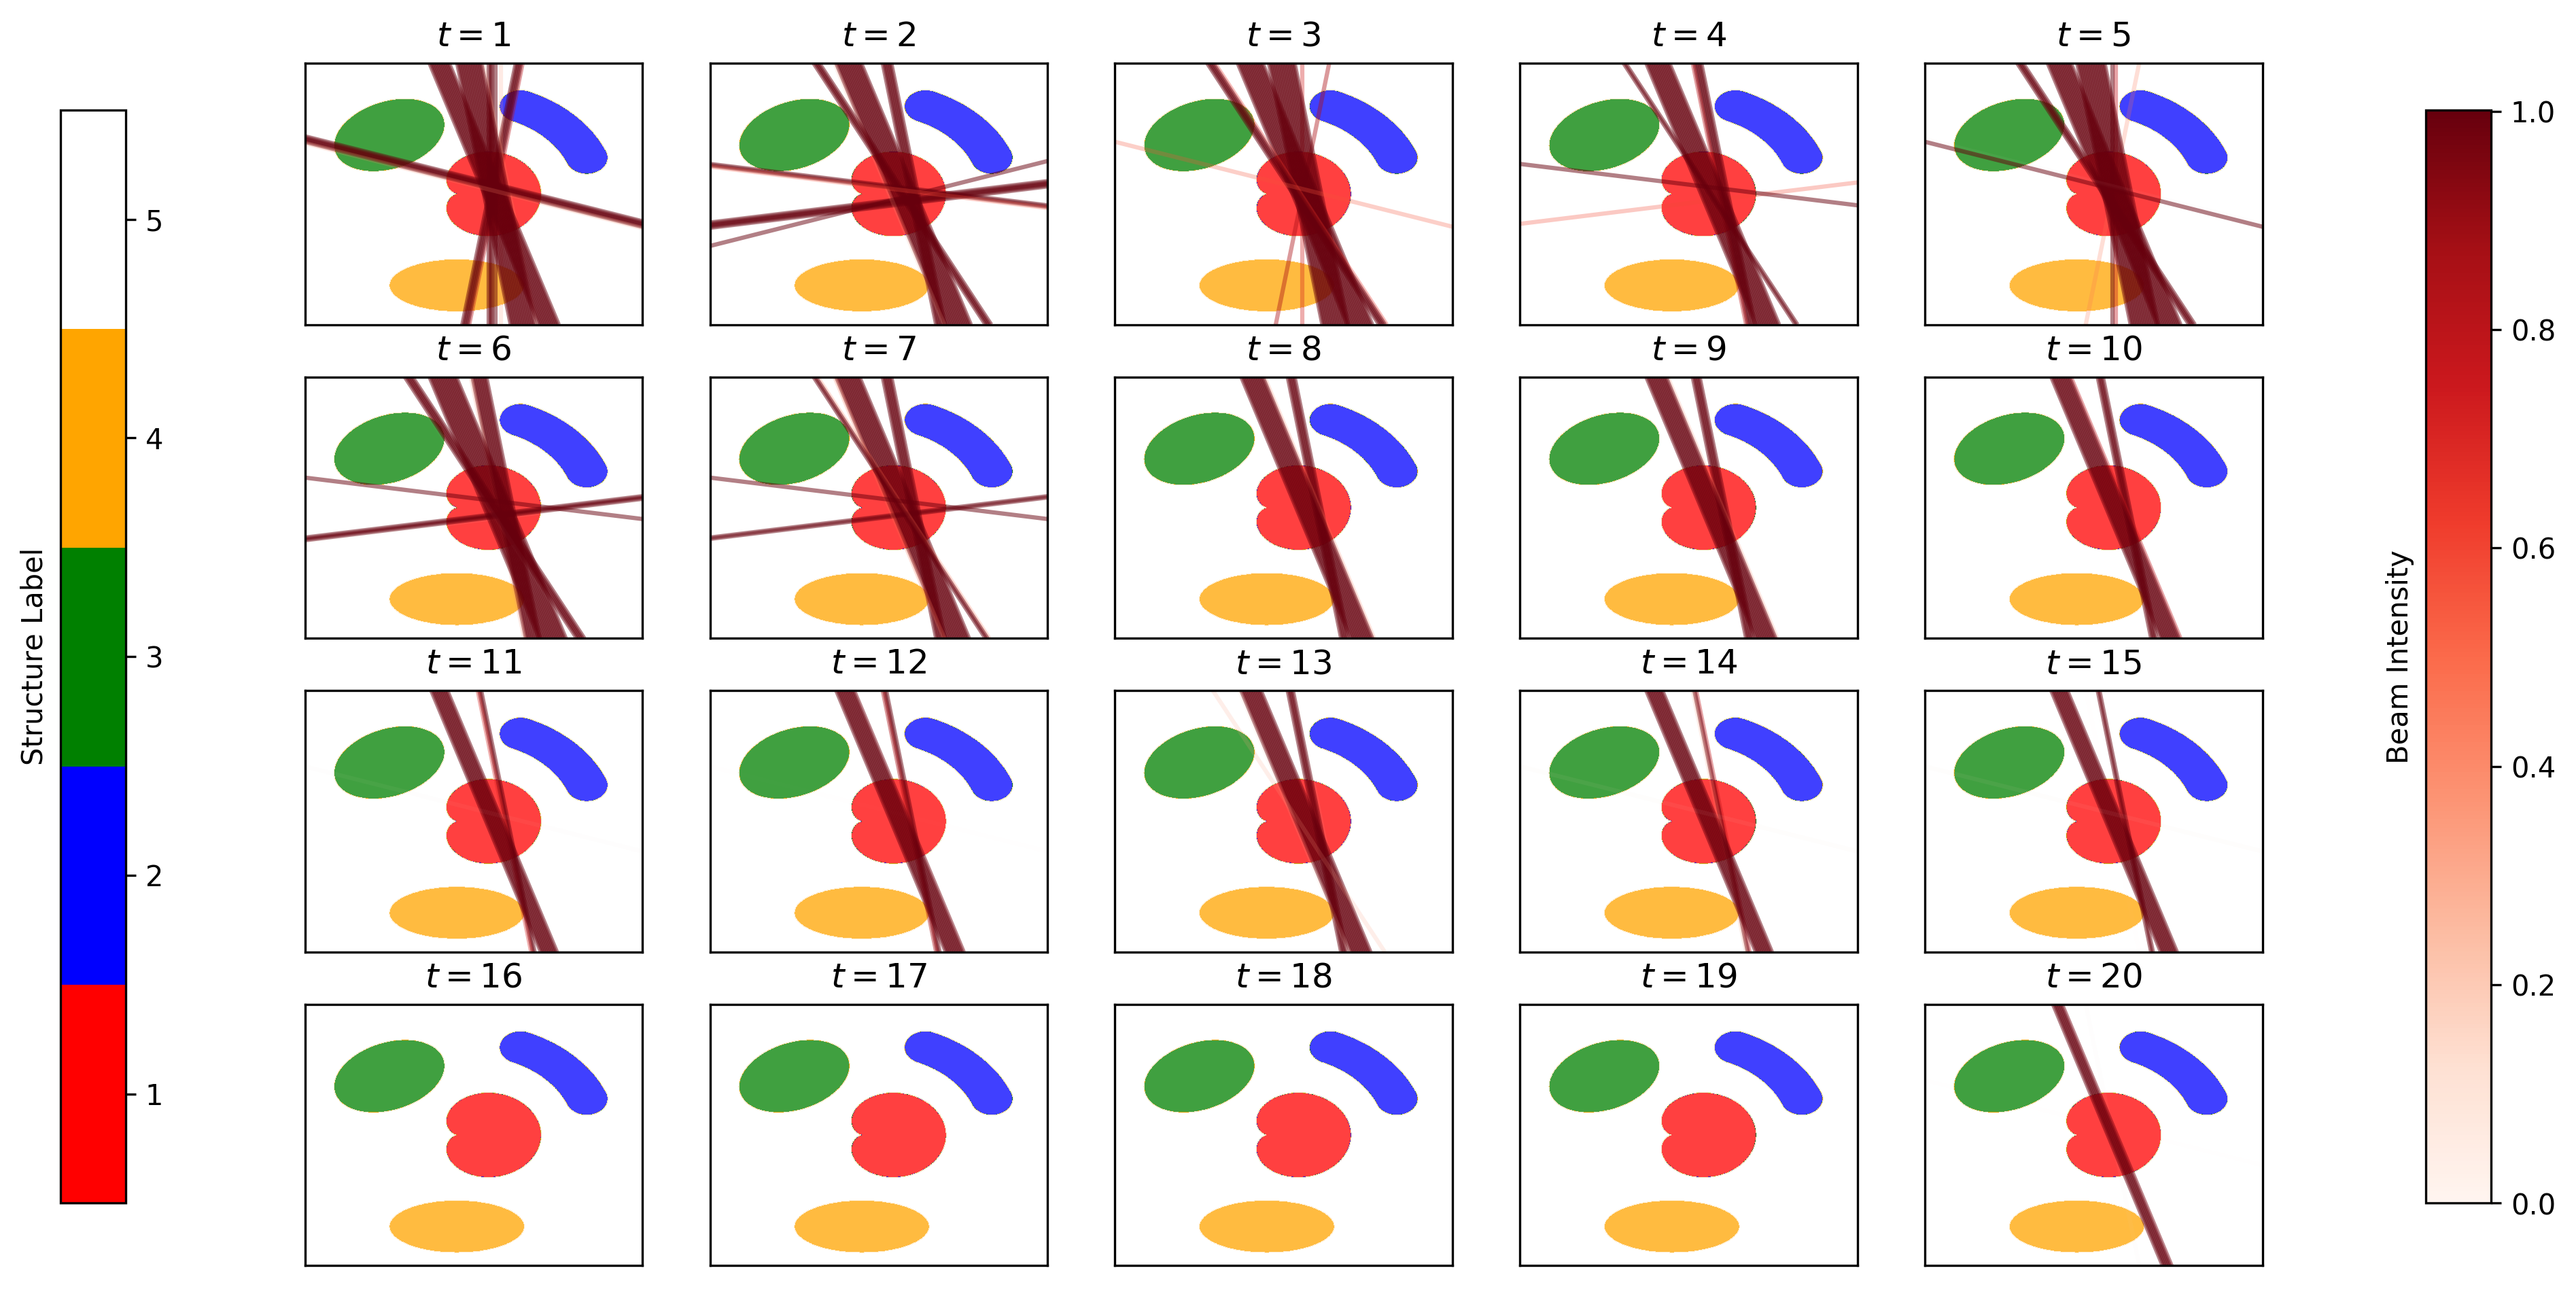 t = 1
t = 2
t = 3
t = 4
t = 5
t = 6
t = 7
t = 8
t = 9
t = 10
t = 11
t = 12
t = 13
t = 14
t = 15
t = 16
t = 17
t = 18
t = 19
t = 20
Structure Label
5
4
3
2
1
Beam Intensity
1.0
0.8
0.6
0.4
0.2
0.0